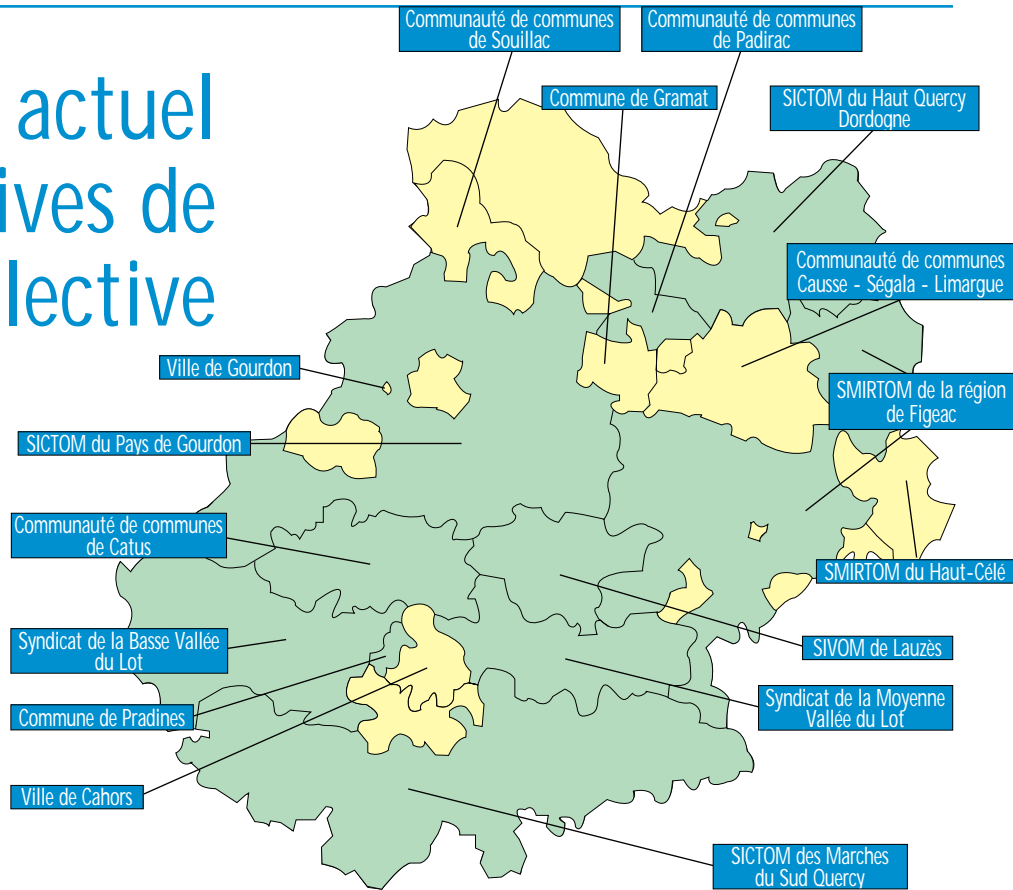 actuel
ives de
lective
Communauté de communes
de Souillac
Communauté de communes
de Padirac
Commune de Gramat
SICTOM du Haut Quercy
Dordogne
Communauté de communes
Causse - Ségala - Limargue
Ville de Gourdon
SMIRTOM de la région
de Figeac
SICTOM du Pays de Gourdon
Communauté de communes
de Catus
SMIRTOM du Haut-Célé
Syndicat de la Basse Vallée
du Lot
SIVOM de Lauzès
Commune de Pradines
Syndicat de la Moyenne
Vallée du Lot
Ville de Cahors
SICTOM des Marches
du Sud Quercy